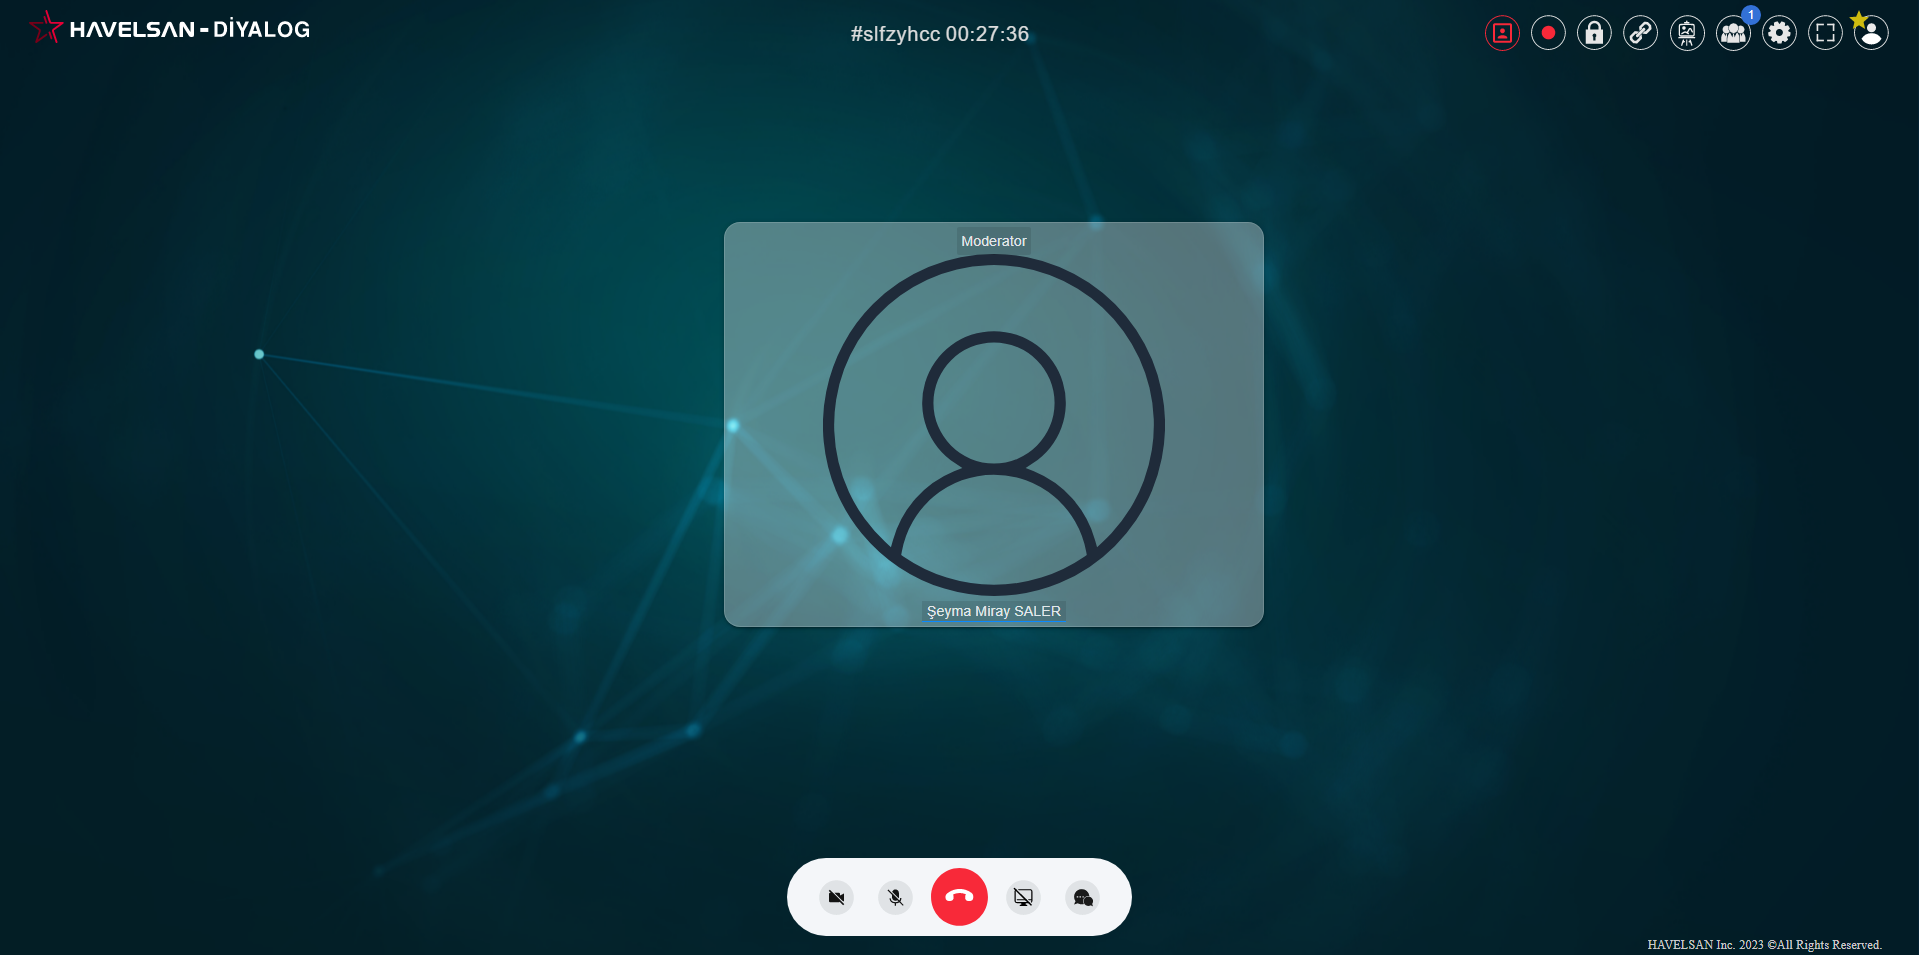 HAVELSAN - DİYALOG
#slfzyhcc 00:27:36
1
Moderator
Şeyma Miray SALER
HAVELSAN Inc. 2023 ©All Rights Reserved.